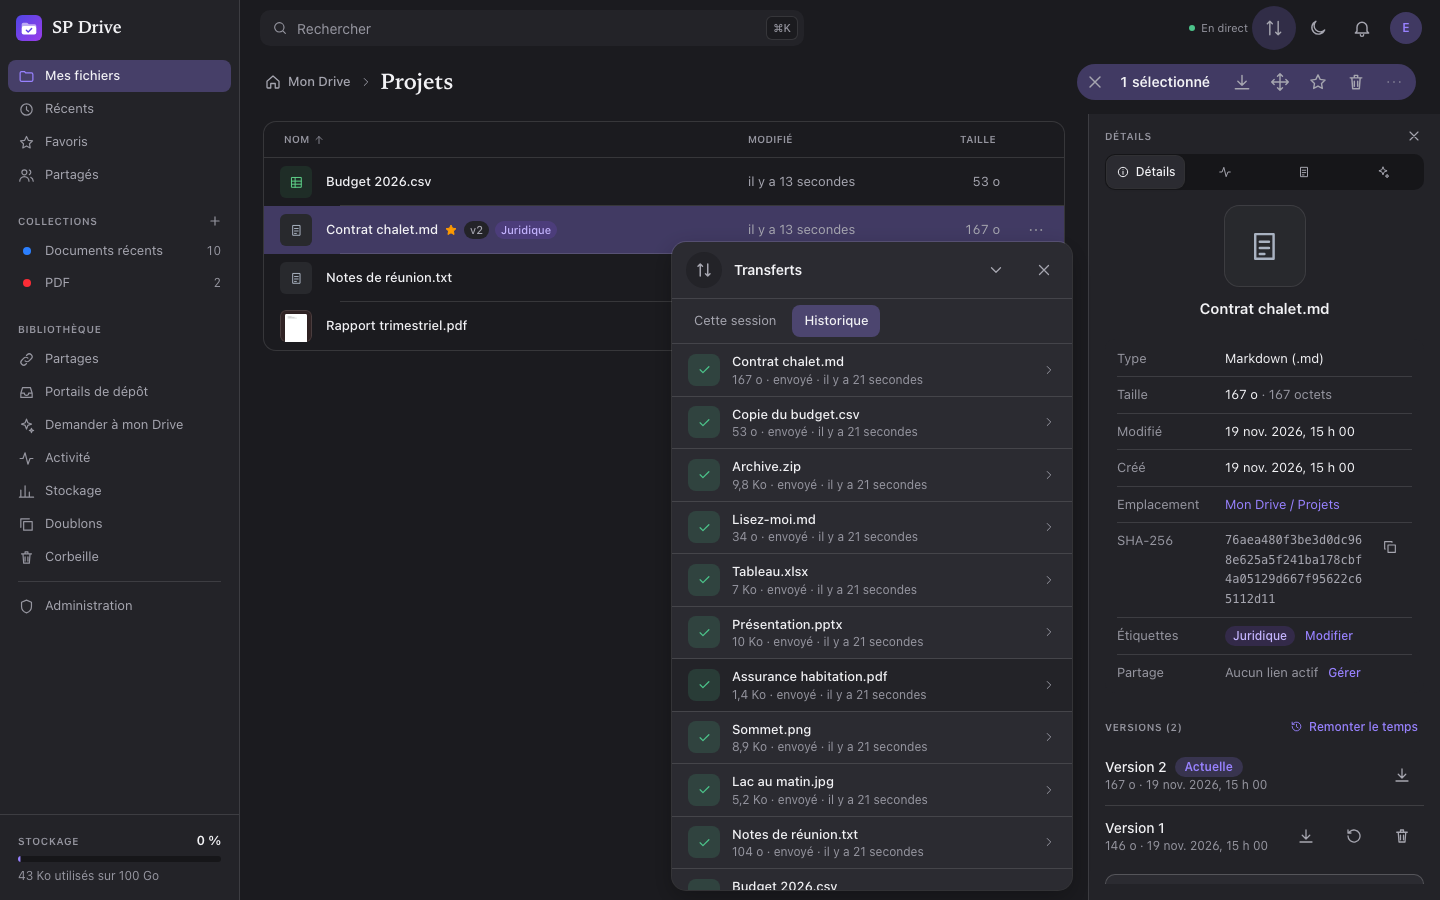 SP Drive
Rechercher
⌘K
En direct
E
Mes fichiers
Récents
Favoris
Partagés
COLLECTIONS
Documents récents 10
PDF 2
BIBLIOTHÈQUE
Partages
Portails de dépôt
Demander à mon Drive
Activité
Stockage
Doublons
Corbeille
Administration
STOCKAGE 0 %
43 Ko utilisés sur 100 Go
Mon Drive
Projets
1 sélectionné
NOM MODIFIÉ TAILLE
Budget 2026.csv il y a 13 secondes 53 o
Contrat chalet.md v2 Juridique il y a 13 secondes 167 o
Notes de réunion.txt
Rapport trimestriel.pdf
Transferts
Cette session Historique
Contrat chalet.md
167 o · envoyé · il y a 21 secondes
Copie du budget.csv
53 o · envoyé · il y a 21 secondes
Archive.zip
9,8 Ko · envoyé · il y a 21 secondes
Lisez-moi.md
34 o · envoyé · il y a 21 secondes
Tableau.xlsx
7 Ko · envoyé · il y a 21 secondes
Présentation.pptx
10 Ko · envoyé · il y a 21 secondes
Assurance habitation.pdf
1,4 Ko · envoyé · il y a 21 secondes
Sommet.png
8,9 Ko · envoyé · il y a 21 secondes
Lac au matin.jpg
5,2 Ko · envoyé · il y a 21 secondes
Notes de réunion.txt
104 o · envoyé · il y a 21 secondes
Budget 2026.csv
DÉTAILS
Détails
Contrat chalet.md
Type Markdown (.md)
Taille 167 o · 167 octets
Modifié 19 nov. 2026, 15 h 00
Créé 19 nov. 2026, 15 h 00
Emplacement Mon Drive / Projets
SHA-256 76aea480f3be3d0dc96
8e625a5f241ba178cbf
4a05129d667f95622c6
5112d11
Étiquettes Juridique Modifier
Partage Aucun lien actif Gérer
VERSIONS (2) Remonter le temps
Version 2 Actuelle
167 o · 19 nov. 2026, 15 h 00
Version 1
146 o · 19 nov. 2026, 15 h 00